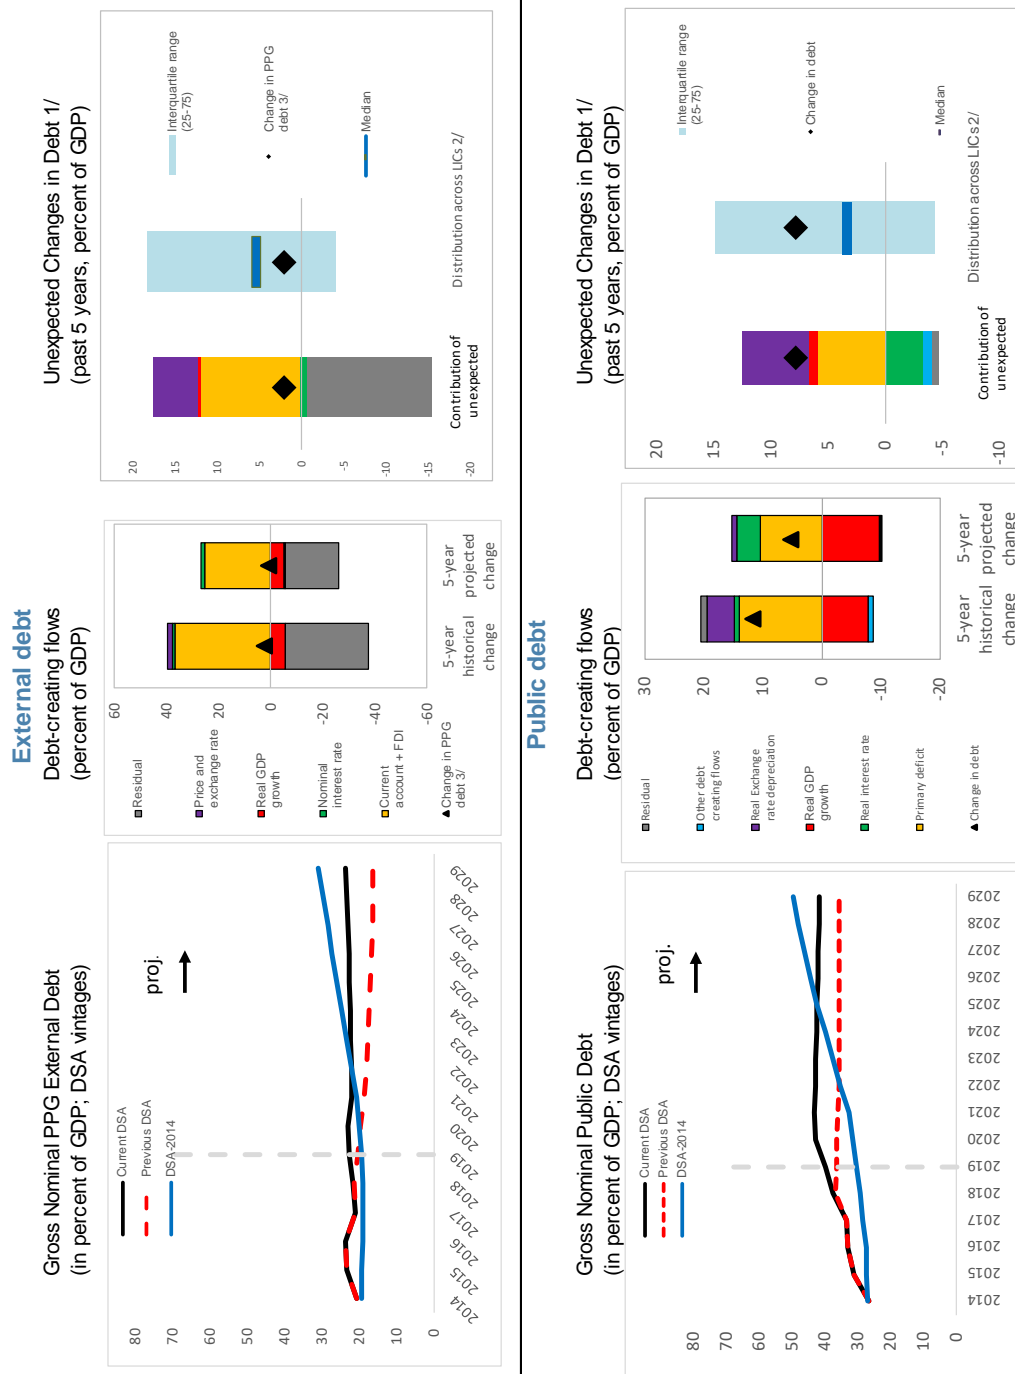 External debt
Gross Nominal PPG External Debt
(in percent of GDP; DSA vintages)
Current DSA
Previous DSA
DSA-2014
proj.
80
70
60
50
40
30
20
10
0
2014
2015
2016
2017
2018
2019
2020
2021
2022
2023
2024
2025
2026
2027
2028
2029
Debt-creating flows
(percent of GDP)
Residual
Price and
exchange rate
Real GDP
growth
Nominal
interest rate
Current
account + FDI
Change in PPG
debt 3/
60
40
20
0
-20
-40
-60
5-year
historical
change
5-year
projected
change
Unexpected Changes in Debt 1/
(past 5 years, percent of GDP)
20
15
10
5
0
-5
-10
-15
-20
Contribution of
unexpected
Distribution across LICs 2/
Interquartile range
(25-75)
Change in PPG
debt 3/
Median
Public debt
Gross Nominal Public Debt
(in percent of GDP; DSA vintages)
Current DSA
Previous DSA
DSA-2014
proj.
80
70
60
50
40
30
20
10
0
2014
2015
2016
2017
2018
2019
2020
2021
2022
2023
2024
2025
2026
2027
2028
2029
Debt-creating flows
(percent of GDP)
Residual
Other debt
creating flows
Real Exchange
rate depreciation
Real GDP
growth
Real interest rate
Primary deficit
Change in debt
30
20
10
0
-10
-20
5-year
historical
change
5-year
projected
change
Unexpected Changes in Debt 1/
(past 5 years, percent of GDP)
20
15
10
5
0
-5
-10
Contribution of
unexpected
Distribution across LICs 2/
Interquartile range
(25-75)
Change in debt
Median